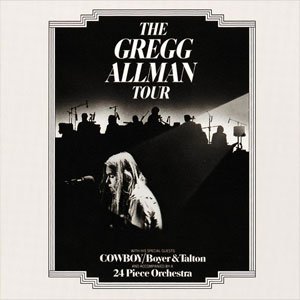 THE
GREGG
ALLMAN
TOUR
WITH HIS SPECIAL GUESTS
COWBOY/Boyer & Talton
AND ACCOMPANIED BY A
24 Piece Orchestra